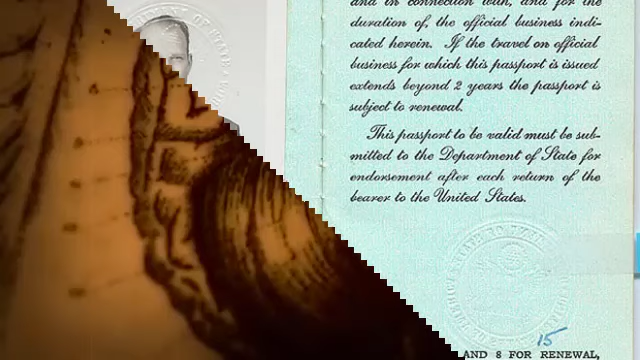 and in connection with, and for the
duration of, the official business indi-
cated herein. If the travel on official
business for which this passport is issued
extends beyond 2 years the passport is
subject to renewal.
This passport to be valid must be sub-
mitted to the Department of State for
endorsement after each return of the
bearer to the United States.
15
AND 8 FOR RENEWAL,